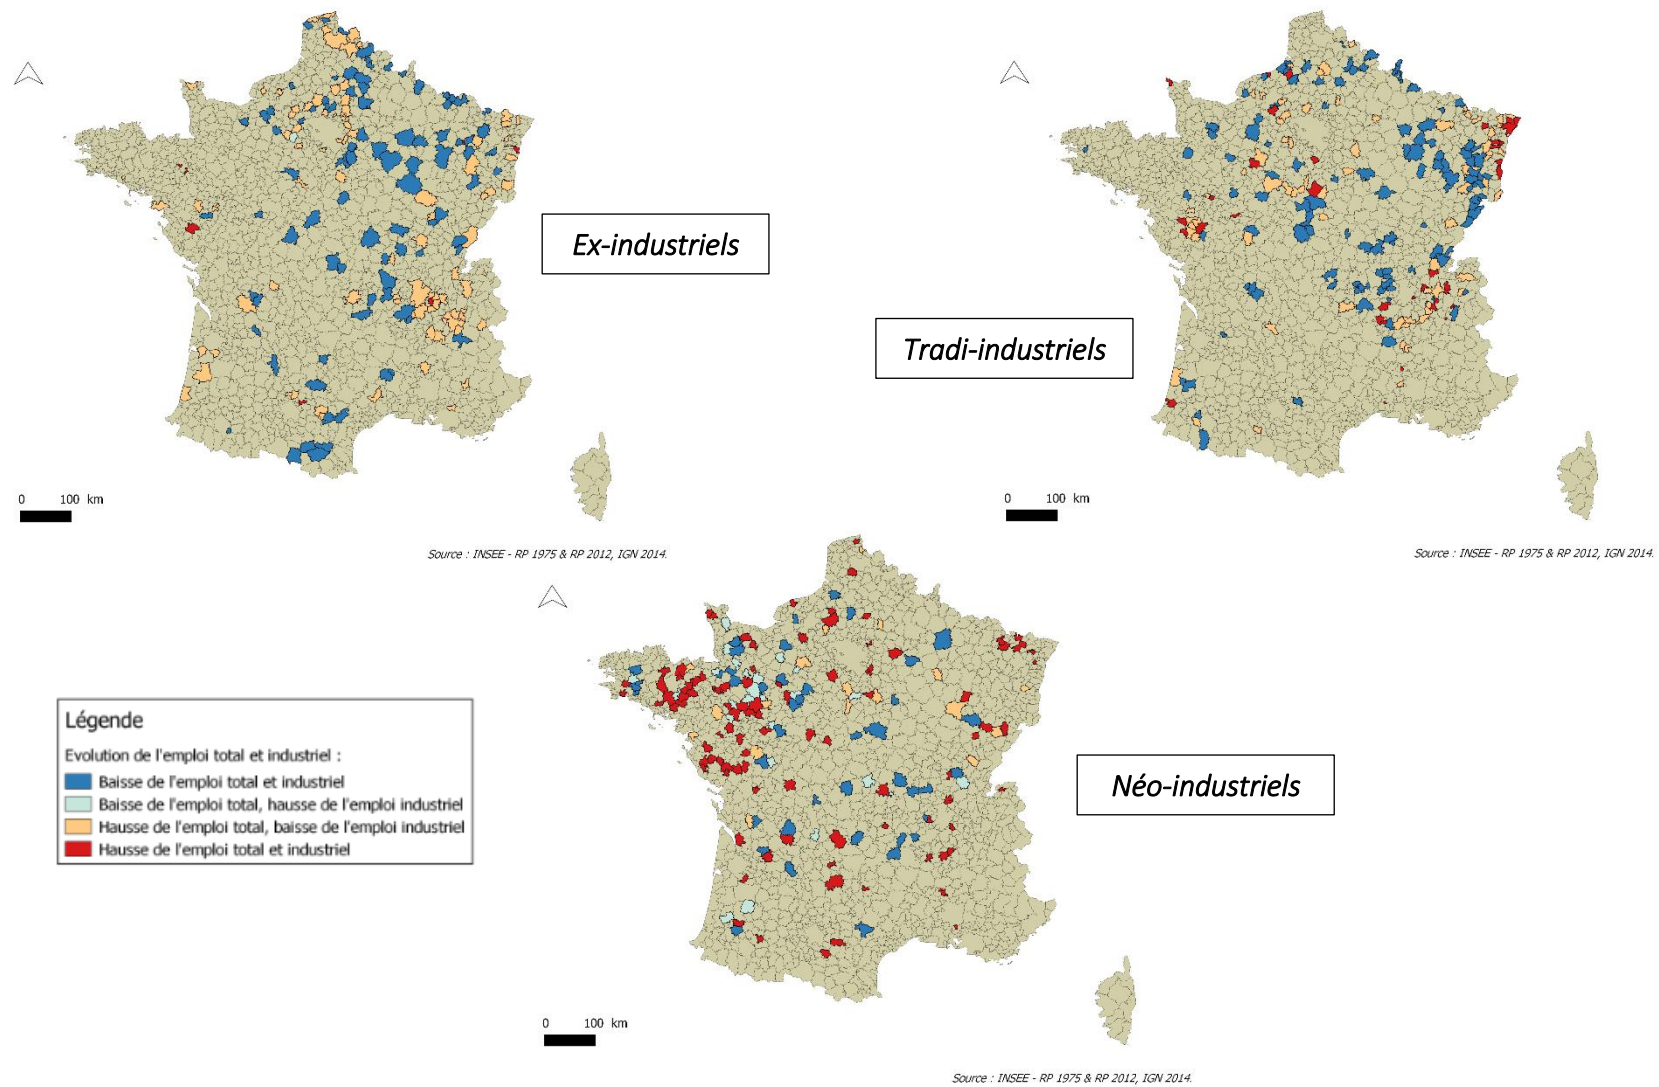 Ex-industriels
0 100 km
Source : INSEE - RP 1975 & RP 2012, IGN 2014.
Tradi-industriels
0 100 km
Source : INSEE - RP 1975 & RP 2012, IGN 2014.
Légende
Evolution de l'emploi total et industriel :
Baisse de l'emploi total et industriel
Baisse de l'emploi total, hausse de l'emploi industriel
Hausse de l'emploi total, baisse de l'emploi industriel
Hausse de l'emploi total et industriel
Néo-industriels
0 100 km
Source : INSEE - RP 1975 & RP 2012, IGN 2014.